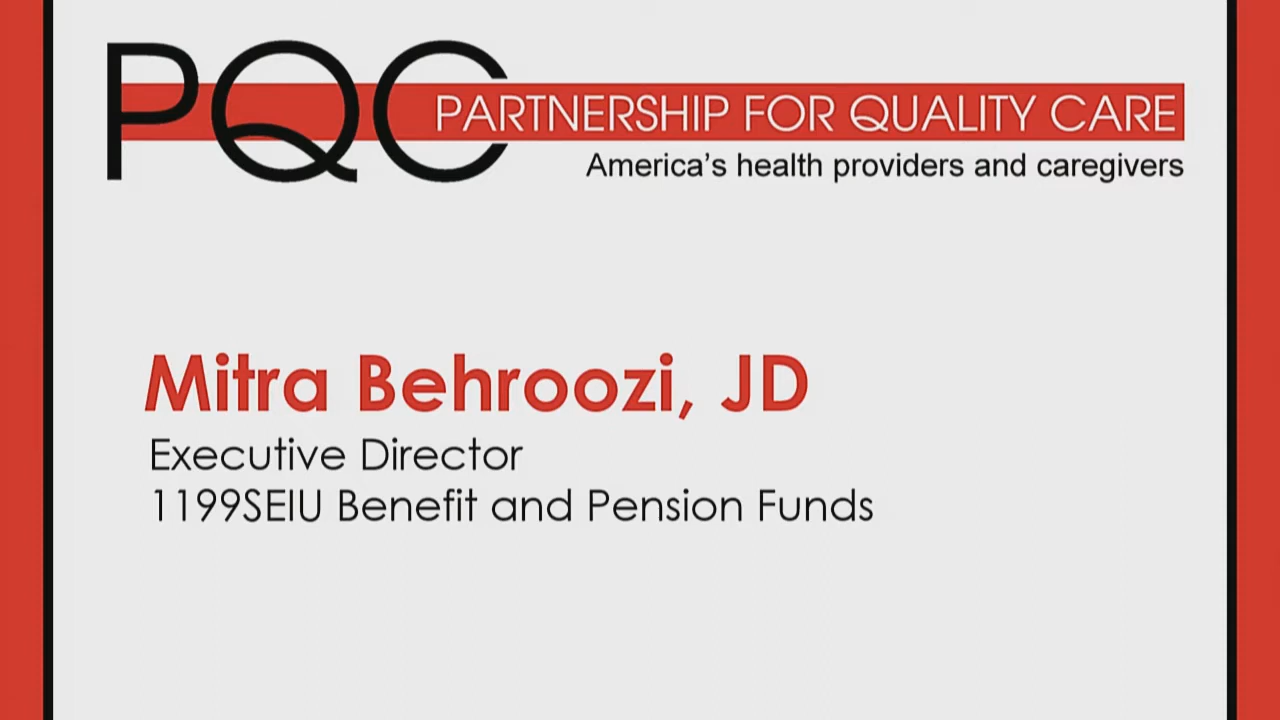 PQC
PARTNERSHIP FOR QUALITY CARE
America's health providers and caregivers
Mitra Behroozi, JD
Executive Director
1199SEIU Benefit and Pension Funds